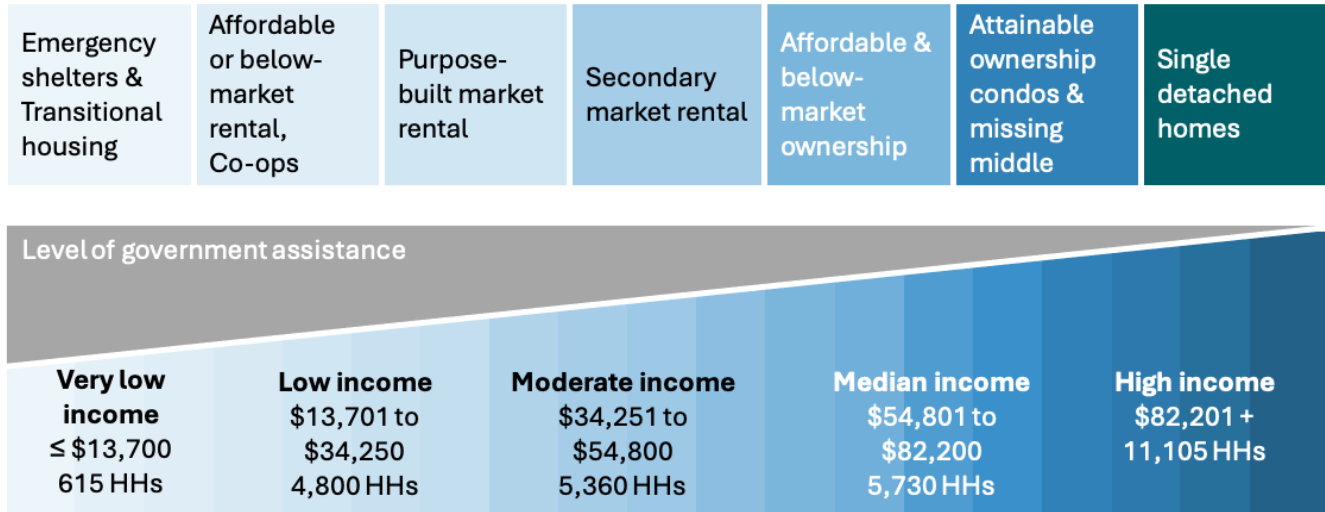 Emergency
shelters &
Transitional
housing
Affordable
or below-
market
rental,
Co-ops
Purpose-
built market
rental
Secondary
market rental
Affordable &
below-
market
ownership
Attainable
ownership
condos &
missing
middle
Single
detached
homes
Level of government assistance
Very low
income
≤ $13,700
615 HHs
Low income
$13,701 to
$34,250
4,800 HHs
Moderate income
$34,251 to
$54,800
5,360 HHs
Median income
$54,801 to
$82,200
5,730 HHs
High income
$82,201 +
11,105 HHs